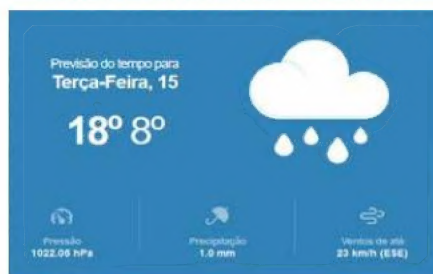 Previsão do tempo para
Terça-Feira, 15
18º 8º
Pressão
1022.06 hPa
Precipitação
1.0 mm
Ventos de até
23 km/h (ESE)